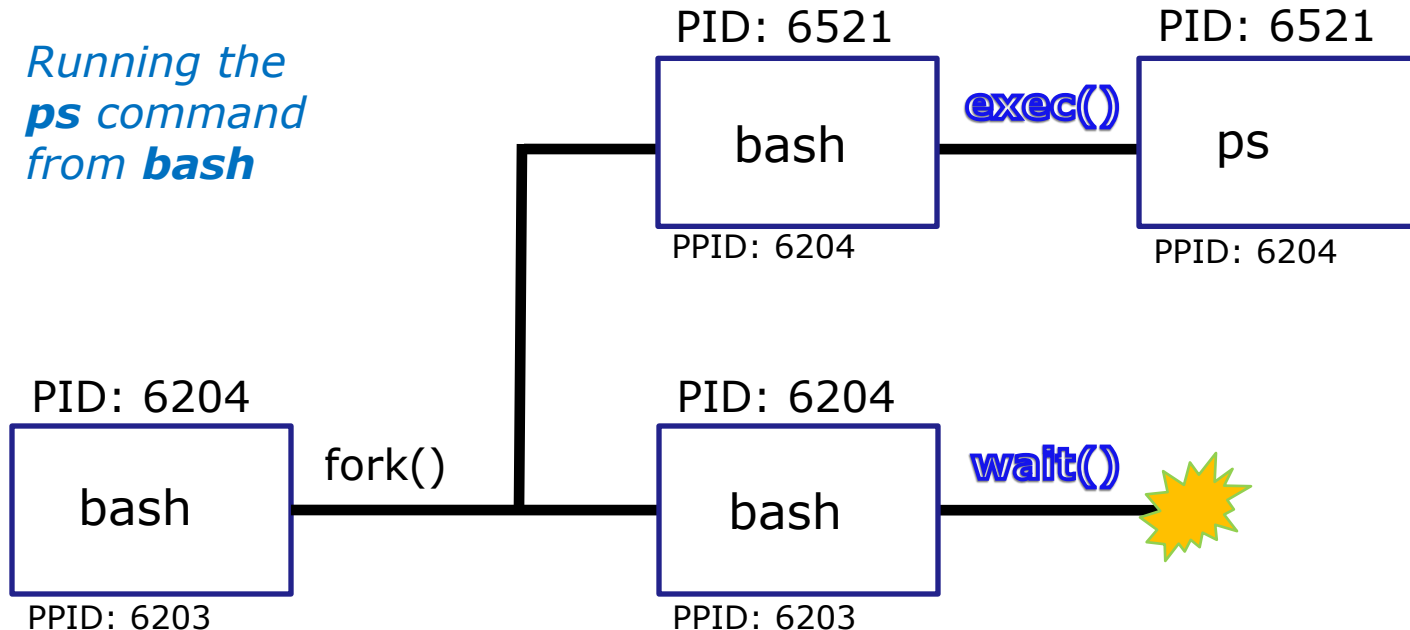 Running the
ps command
from bash
PID: 6521
bash
PPID: 6204
exec()
PID: 6521
ps
PPID: 6204
PID: 6204
bash
PPID: 6203
fork()
PID: 6204
bash
PPID: 6203
wait()